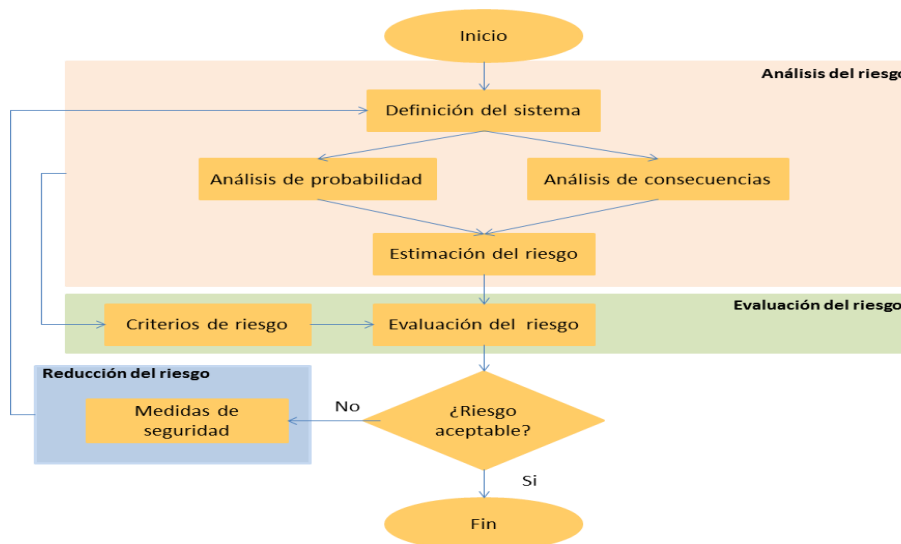 Inicio
Análisis del riesgo
Definición del sistema
Análisis de probabilidad
Análisis de consecuencias
Estimación del riesgo
Evaluación del riesgo
Criterios de riesgo
Evaluación del riesgo
Reducción del riesgo
Medidas de
seguridad
No
¿Riesgo
aceptable?
Si
Fin